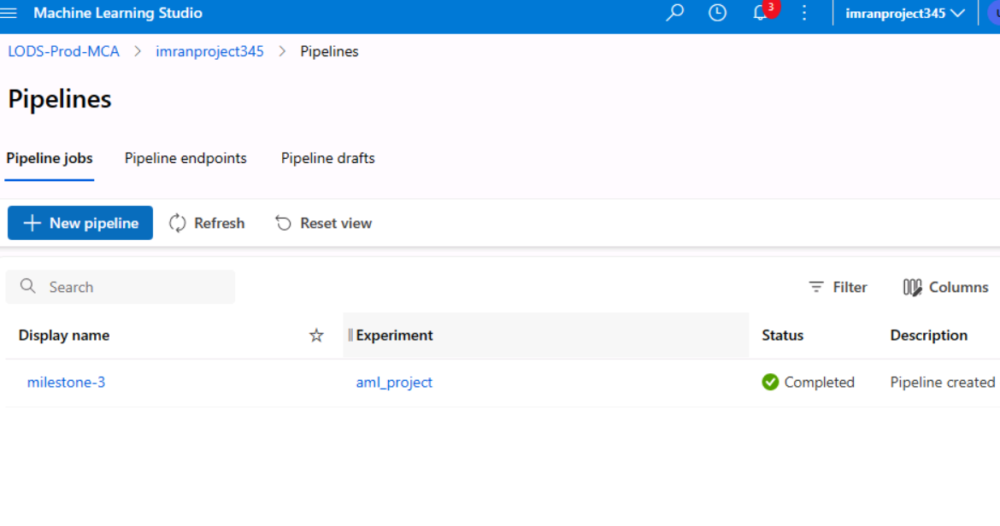 Machine Learning Studio 3 imranproject345
LODS-Prod-MCA > imranproject345 > Pipelines
Pipelines
Pipeline jobs Pipeline endpoints Pipeline drafts
New pipeline Refresh Reset view
Search Filter Columns
Display name Experiment Status Description
milestone-3 aml_project Completed Pipeline created